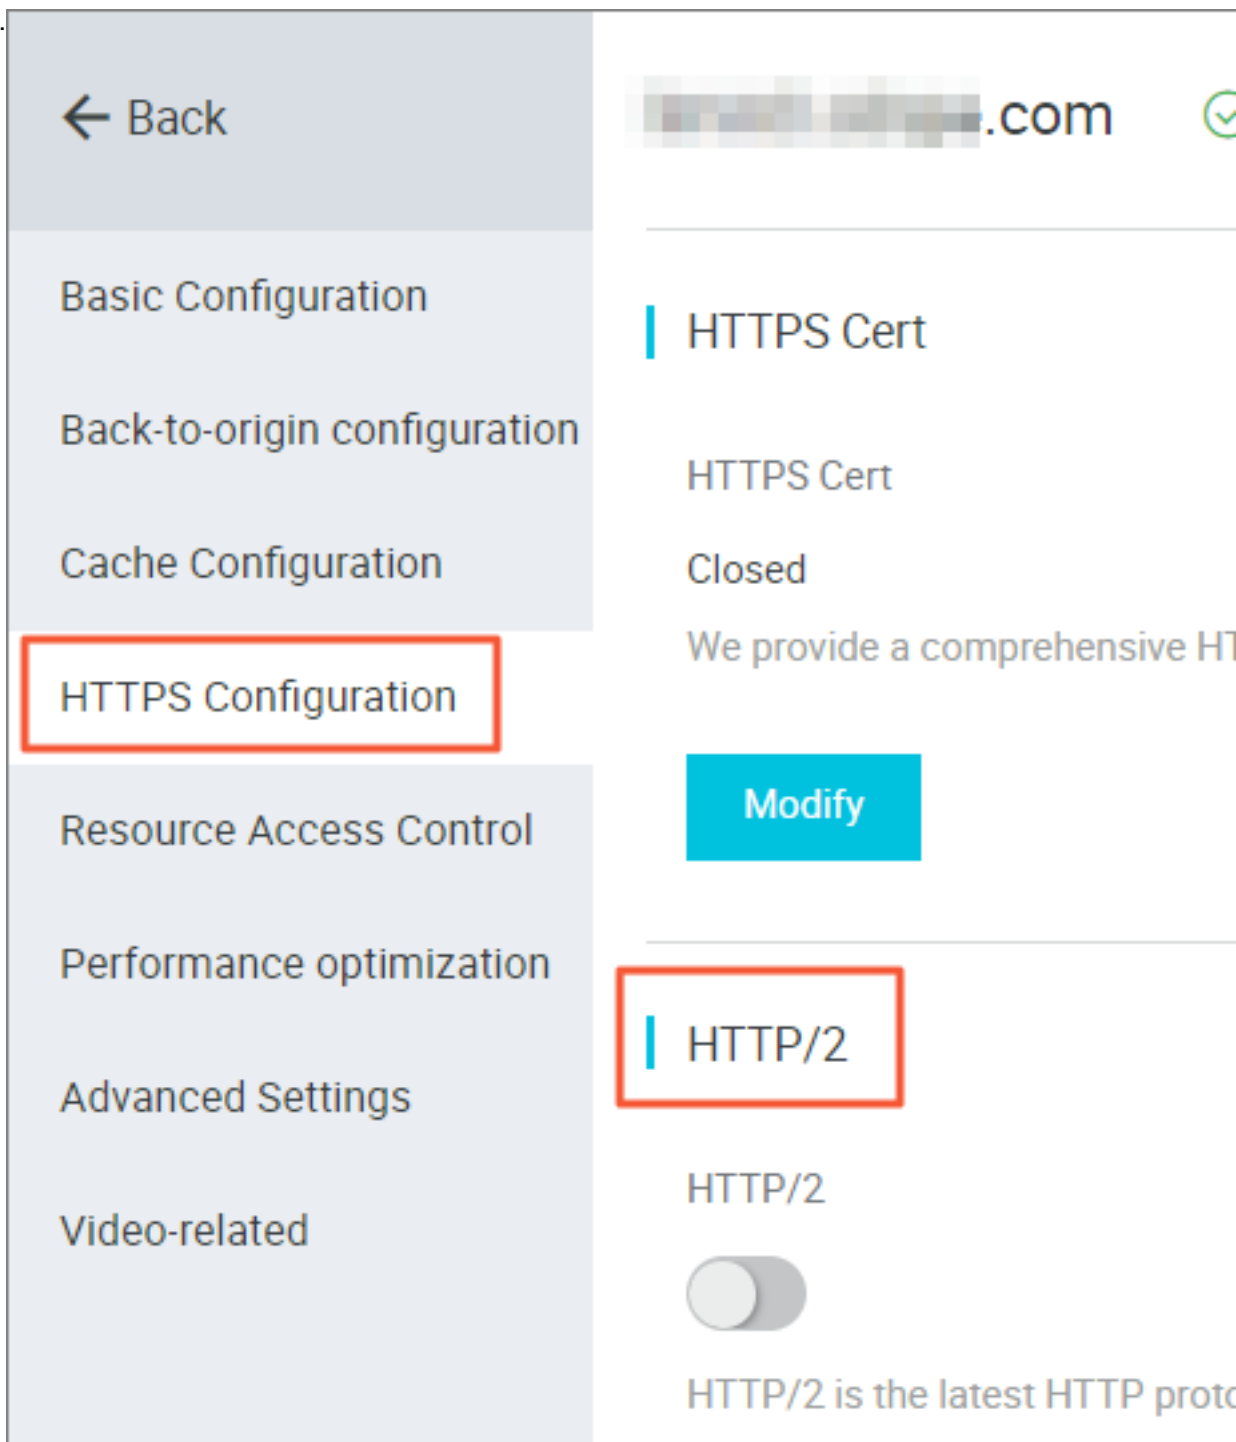 Back
Basic Configuration
Back-to-origin configuration
Cache Configuration
HTTPS Configuration
Resource Access Control
Performance optimization
Advanced Settings
Video-related
.com
HTTPS Cert
HTTPS Cert
Closed
We provide a comprehensive
Modify
HTTP/2
HTTP/2
HTTP/2 is the latest HTTP